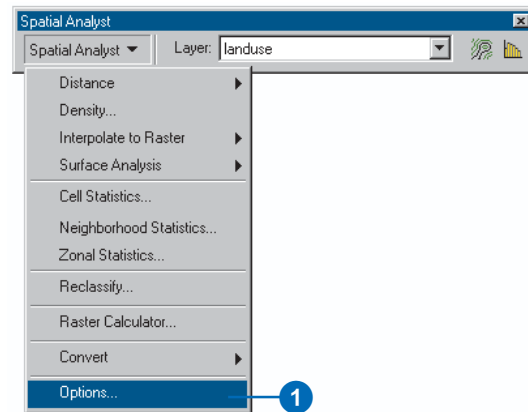 Spatial Analyst
Spatial Analyst Layer: landuse
Distance
Density...
Interpolate to Raster
Surface Analysis
Cell Statistics...
Neighborhood Statistics...
Zonal Statistics...
Reclassify...
Raster Calculator...
Convert
Options... 1